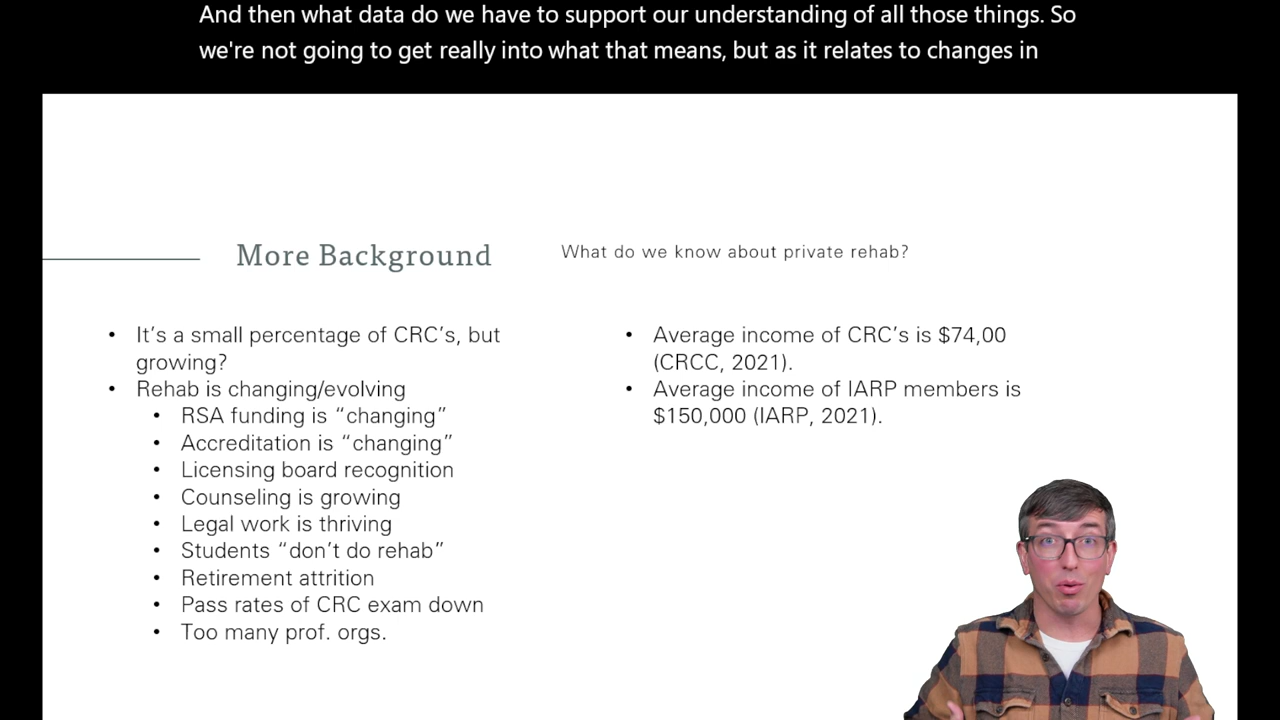 And then what data do we have to support our understanding of all those things. So
we're not going to get really into what that means, but as it relates to changes in
More Background
What do we know about private rehab?
• It's a small percentage of CRC's, but
growing?
• Rehab is changing/evolving
• RSA funding is “changing”
• Accreditation is “changing”
• Licensing board recognition
• Counseling is growing
• Legal work is thriving
• Students “don't do rehab”
• Retirement attrition
• Pass rates of CRC exam down
• Too many prof. orgs.
• Average income of CRC's is $74,00
(CRCC, 2021).
• Average income of IARP members is
$150,000 (IARP, 2021).